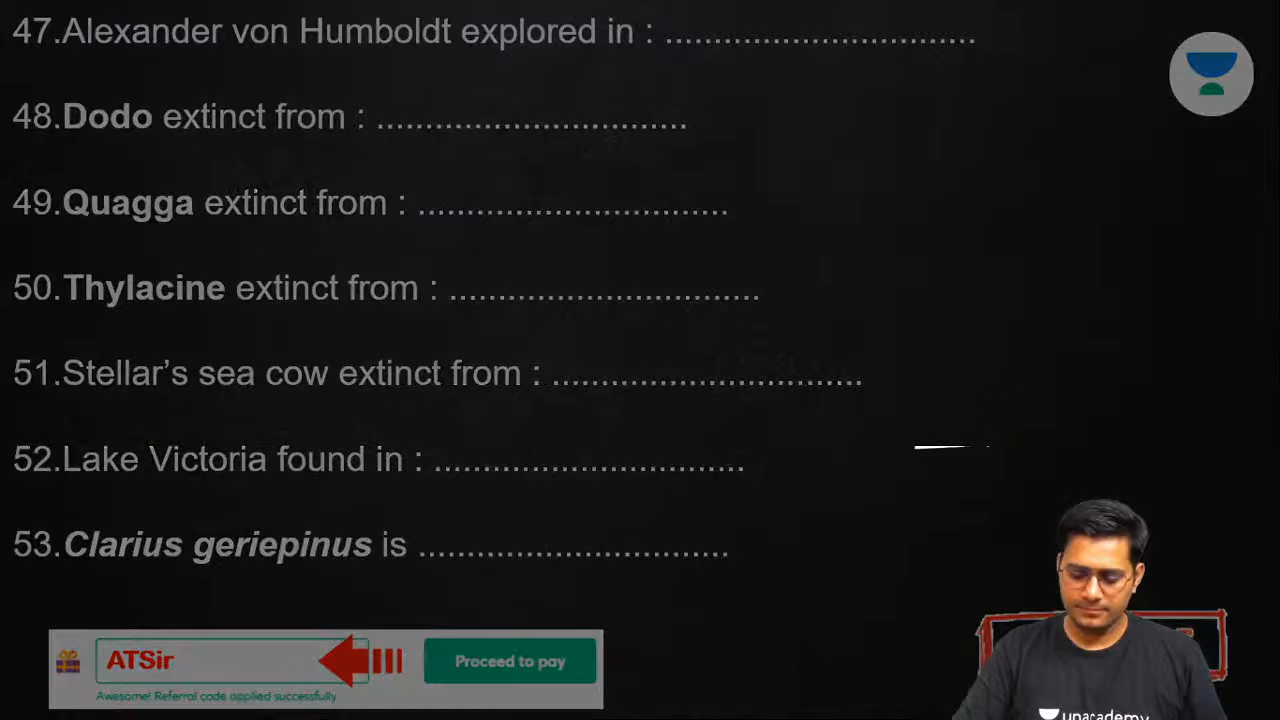 47.Alexander von Humboldt explored in : ................................
48.Dodo extinct from : ................................
49.Quagga extinct from : ................................
50.Thylacine extinct from : ................................
51.Stellar's sea cow extinct from : ................................
52.Lake Victoria found in : ................................
53.Clarius geriepinus is ................................
ATSir
Proceed to pay
Awesome! Referral code applied successfully
unacademy